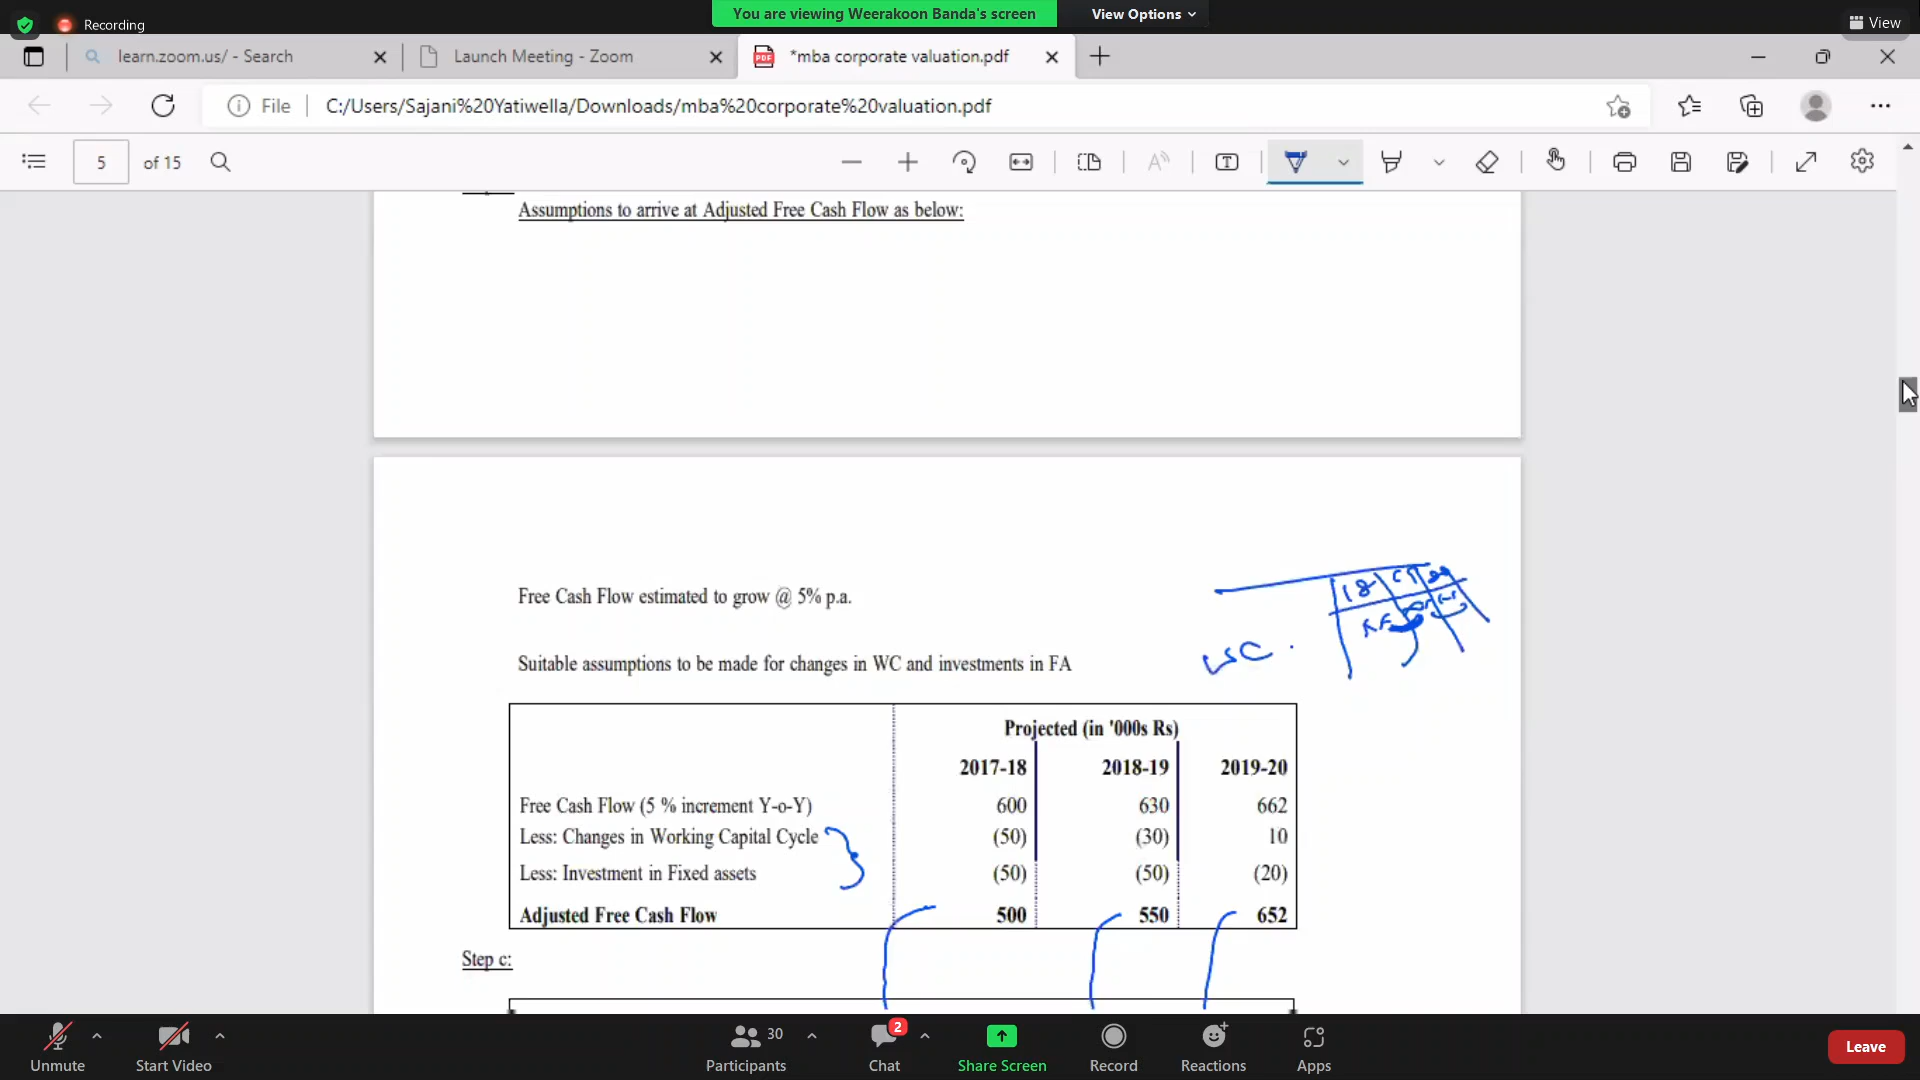 Recording
You are viewing Weerakoon Banda's screen
View Options
View
learn.zoom.us/ - Search
Launch Meeting - Zoom
PDF
*mba corporate valuation.pdf
File
C:/Users/Sajani%20Yatiwella/Downloads/mba%20corporate%20valuation.pdf
5 of 15
Assumptions to arrive at Adjusted Free Cash Flow as below:
Free Cash Flow estimated to grow @ 5% p.a.
18
WC.
Suitable assumptions to be made for changes in WC and investments in FA
Projected (in '000s Rs)
2017-18 2018-19 2019-20
Free Cash Flow (5 % increment Y-o-Y) 600 630 662
Less: Changes in Working Capital Cycle (50) (30) 10
Less: Investment in Fixed assets (50) (50) (20)
Adjusted Free Cash Flow 500 550 652
Step c:
Unmute
Start Video
Participants
30
Chat
2
Share Screen
Record
Reactions
Apps
Leave